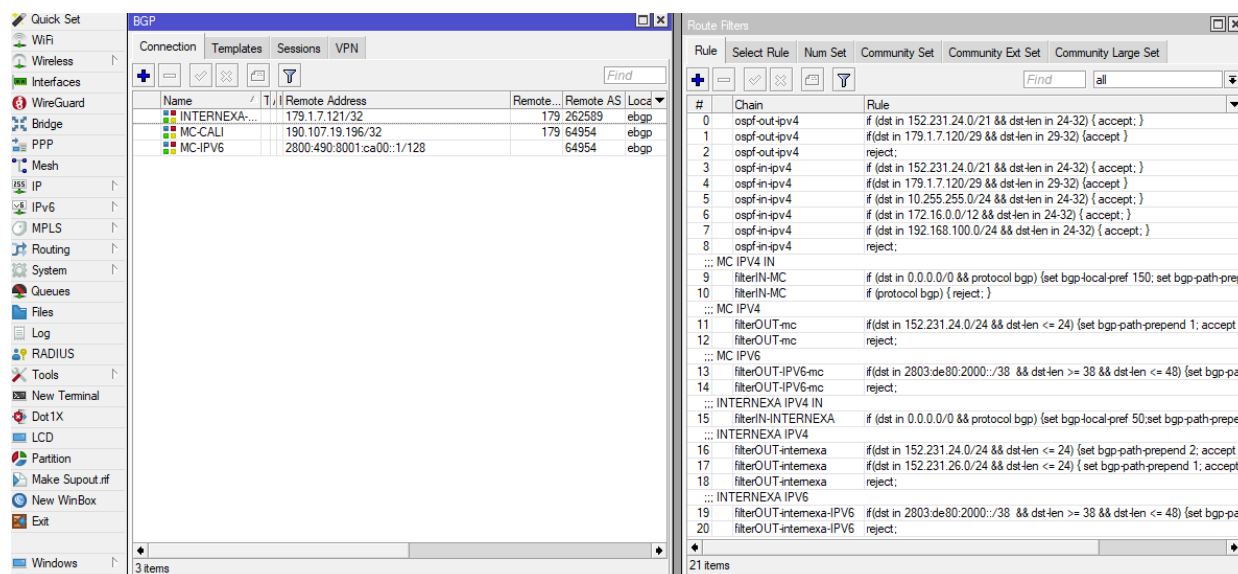 Quick Set
WiFi
Wireless
Interfaces
WireGuard
Bridge
PPP
Mesh
IP
IPv6
MPLS
Routing
System
Queues
Files
Log
RADIUS
Tools
New Terminal
Dot1X
LCD
Partition
Make Supout.rif
New WinBox
Exit
Windows
BGP
Connection Templates Sessions VPN
Find
Name Remote Address Remote... Remote AS Loca
INTERNEXA-... 179.1.7.121/32 179 262589 ebgp
MC-CALI 190.107.19.196/32 179 64954 ebgp
MC-IPV6 2800:490:8001:ca00::1/128 64954 ebgp
3 items
Route Filters
Rule Select Rule Num Set Community Set Community Ext Set Community Large Set
Find all
# Chain Rule
0 ospf-out-ipv4 if (dst in 152.231.24.0/21 && dst-len in 24-32) { accept; }
1 ospf-out-ipv4 if(dst in 179.1.7.120/29 && dst-len in 29-32) {accept }
2 ospf-out-ipv4 reject;
3 ospf-in-ipv4 if (dst in 152.231.24.0/21 && dst-len in 24-32) { accept; }
4 ospf-in-ipv4 if(dst in 179.1.7.120/29 && dst-len in 29-32) {accept }
5 ospf-in-ipv4 if (dst in 10.255.255.0/24 && dst-len in 24-32) { accept; }
6 ospf-in-ipv4 if (dst in 172.16.0.0/12 && dst-len in 24-32) { accept; }
7 ospf-in-ipv4 if (dst in 192.168.100.0/24 && dst-len in 24-32) { accept; }
8 ospf-in-ipv4 reject;
;;; MC IPV4 IN
9 filterIN-MC if (dst in 0.0.0.0/0 && protocol bgp) {set bgp-local-pref 150; set bgp-path-prep
10 filterIN-MC if (protocol bgp) { reject; }
;;; MC IPV4
11 filterOUT-mc if(dst in 152.231.24.0/24 && dst-len <= 24) {set bgp-path-prepend 1; accept
12 filterOUT-mc reject;
;;; MC IPV6
13 filterOUT-IPV6-mc if(dst in 2803:de80:2000::/38 && dst-len >= 38 && dst-len <= 48) {set bgp-pa
14 filterOUT-IPV6-mc reject;
;;; INTERNEXA IPV4 IN
15 filterIN-INTERNEXA if (dst in 0.0.0.0/0 && protocol bgp) {set bgp-local-pref 50;set bgp-path-prepe
;;; INTERNEXA IPV4
16 filterOUT-internexa if(dst in 152.231.24.0/24 && dst-len <= 24) {set bgp-path-prepend 2; accept
17 filterOUT-internexa if(dst in 152.231.26.0/24 && dst-len <= 24) { set bgp-path-prepend 1; accept
18 filterOUT-internexa reject;
;;; INTERNEXA IPV6
19 filterOUT-internexa-IPV6 if(dst in 2803:de80:2000::/38 && dst-len >= 38 && dst-len <= 48) {set bgp-pa
20 filterOUT-internexa-IPV6 reject;
21 items